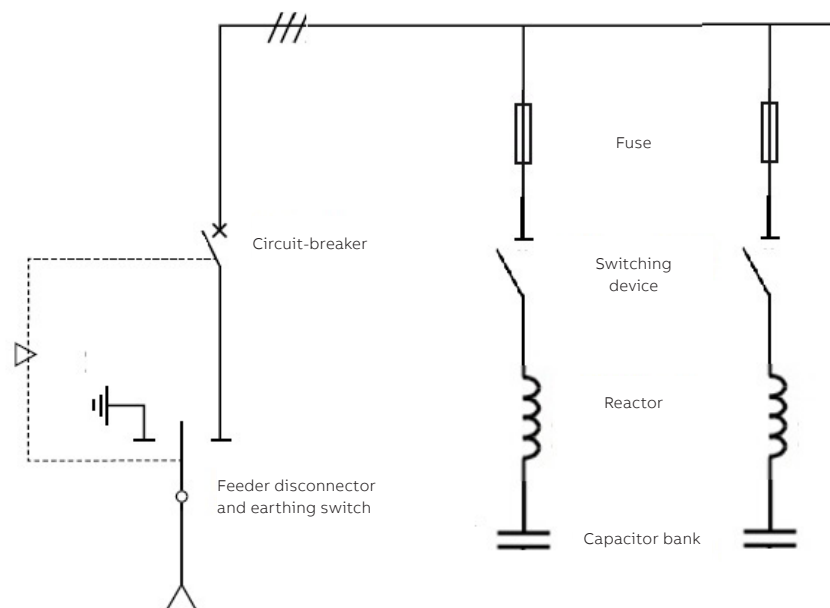 Fuse
Circuit-breaker
Switching
device
Reactor
Feeder disconnector
and earthing switch
Capacitor bank